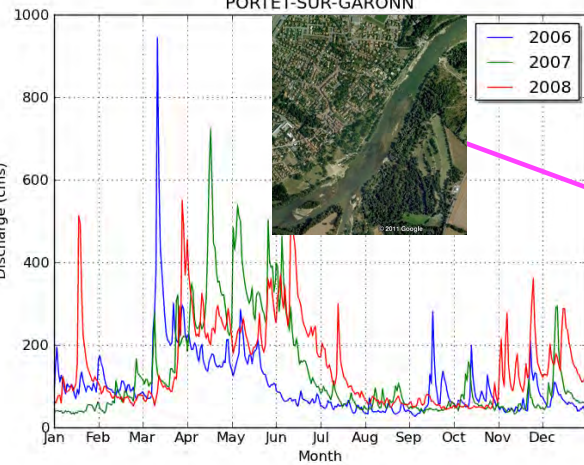 PORTET-SUR-GARONN
1000
800
600
400
200
0
Discharge (cms)
Jan Feb Mar Apr May Jun Jul Aug Sep Oct Nov Dec
Month
2006
2007
2008
© 2011 Google